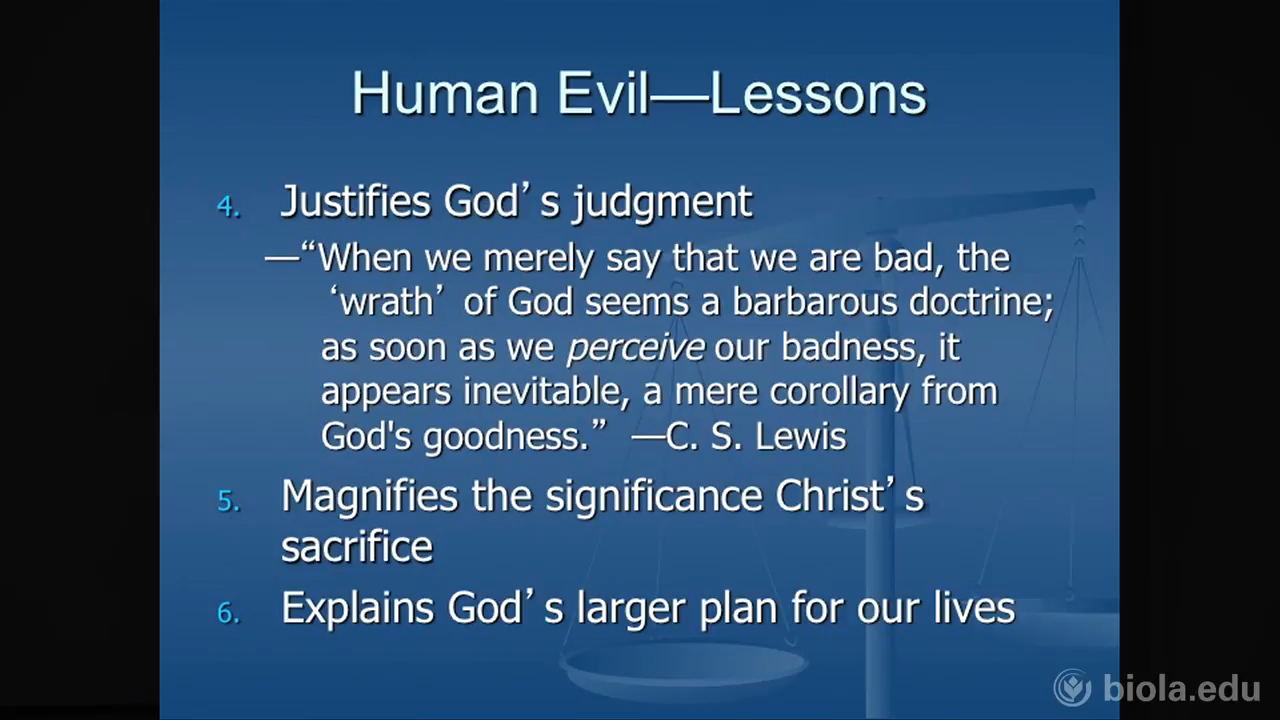 Human Evil—Lessons
4. Justifies God’s judgment
—“When we merely say that we are bad, the
‘wrath’ of God seems a barbarous doctrine;
as soon as we perceive our badness, it
appears inevitable, a mere corollary from
God's goodness.” —C. S. Lewis
5. Magnifies the significance Christ’s
sacrifice
6. Explains God’s larger plan for our lives
biola.edu